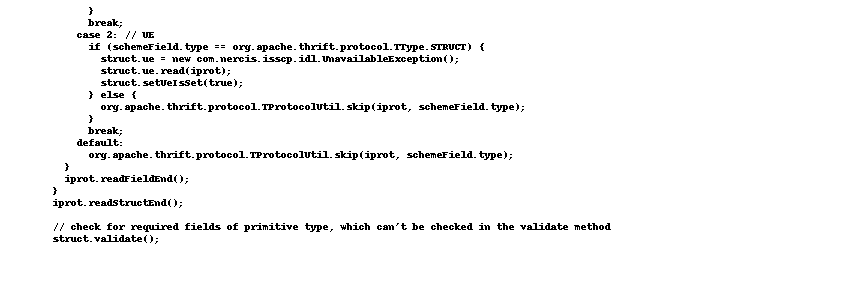 }
break;
case 2: // UE
if (schemeField.type == org.apache.thrift.protocol.TType.STRUCT) {
struct.ue = new com.nercis.isscp.idl.UnavailableException();
struct.ue.read(iprot);
struct.setUeIsSet(true);
} else {
org.apache.thrift.protocol.TProtocolUtil.skip(iprot, schemeField.type);
}
break;
default:
org.apache.thrift.protocol.TProtocolUtil.skip(iprot, schemeField.type);
}
iprot.readFieldEnd();
}
iprot.readStructEnd();
// check for required fields of primitive type, which can't be checked in the validate method
struct.validate();